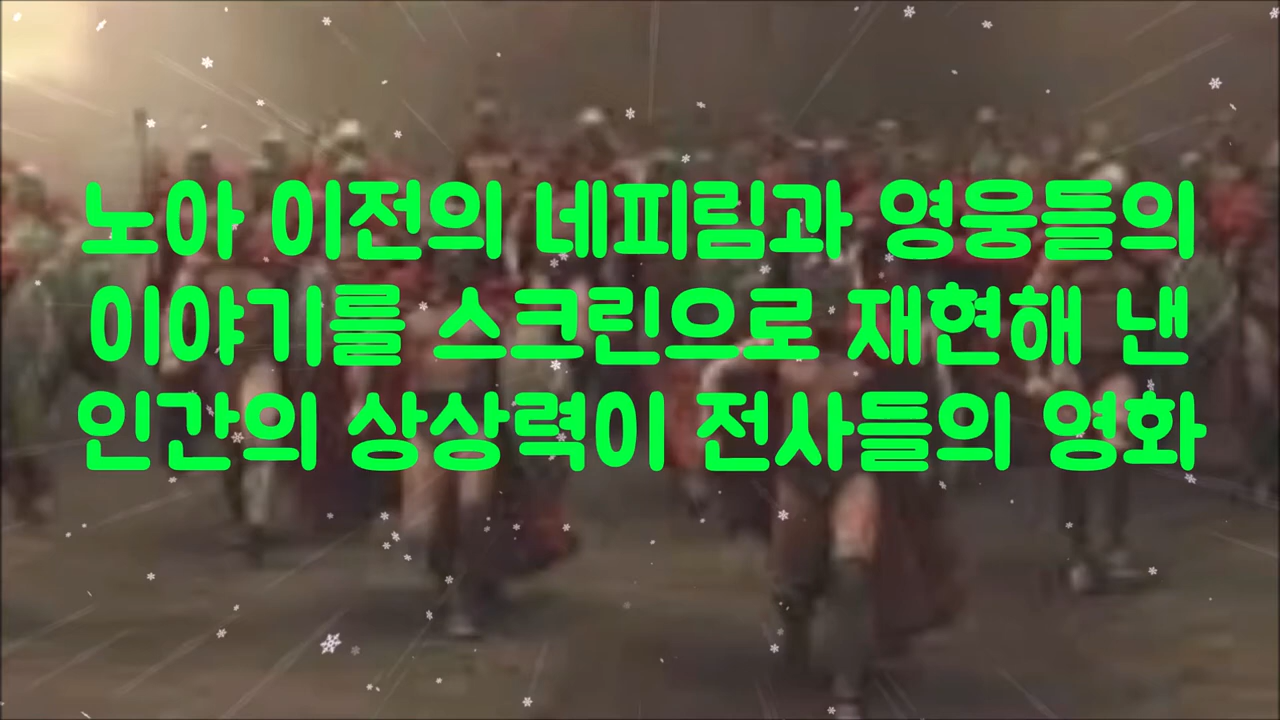 노아 이전의 네피림과 영웅들의
이야기를 스크린으로 재현해 낸
인간의 상상력이 전사들의 영화